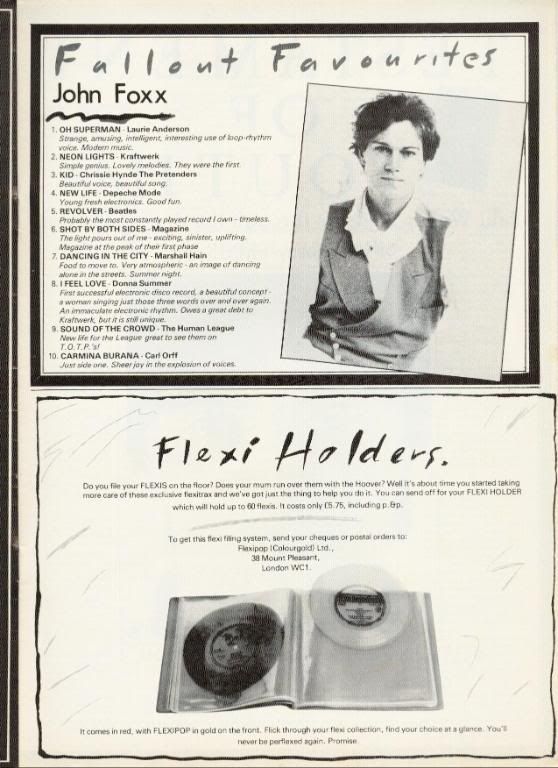 Fallout Favourites
John Foxx
1. OH SUPERMAN - Laurie Anderson
Strange, amusing, intelligent, interesting use of loop-rhythm
voice. Modern music.
2. NEON LIGHTS - Kraftwerk
Simple genius. Lovely melodies. They were the first.
3. KID - Chrissie Hynde The Pretenders
Beautiful voice, beautiful song.
4. NEW LIFE - Depeche Mode
Young fresh electronics. Good fun.
5. REVOLVER - Beatles
Probably the most constantly played record I own - timeless.
6. SHOT BY BOTH SIDES - Magazine
The light pours out of me - exciting, sinister, uplifting.
Magazine at the peak of their first phase
7. DANCING IN THE CITY - Marshall Hain
Food to move to. Very atmospheric - an image of dancing
alone in the streets. Summer night.
8. I FEEL LOVE - Donna Summer
First successful electronic disco record, a beautiful concept -
a woman singing just those three words over and over again.
An immaculate electronic rhythm. Owes a great debt to
Kraftwerk, but it is still unique.
9. SOUND OF THE CROWD - The Human League
New life for the League great to see them on
T.O.T.P.'s!
10. CARMINA BURANA - Carl Orff
Just side one. Sheer joy in the explosion of voices.
Flexi Holders.
Do you file your FLEXIS on the floor? Does your mum run over them with the Hoover? Well it's about time you started taking
more care of these exclusive flexitrax and we've got just the thing to help you do it. You can send off for your FLEXI HOLDER
which will hold up to 60 flexis. It costs only £5.75, including p.&p.
To get this flexi filing system, send your cheques or postal orders to:
Flexipop (Colourgold) Ltd.,
38 Mount Pleasant,
London WC1.
It comes in red, with FLEXIPOP in gold on the front. Flick through your flexi collection, find your choice at a glance. You'll
never be perflexed again. Promise.